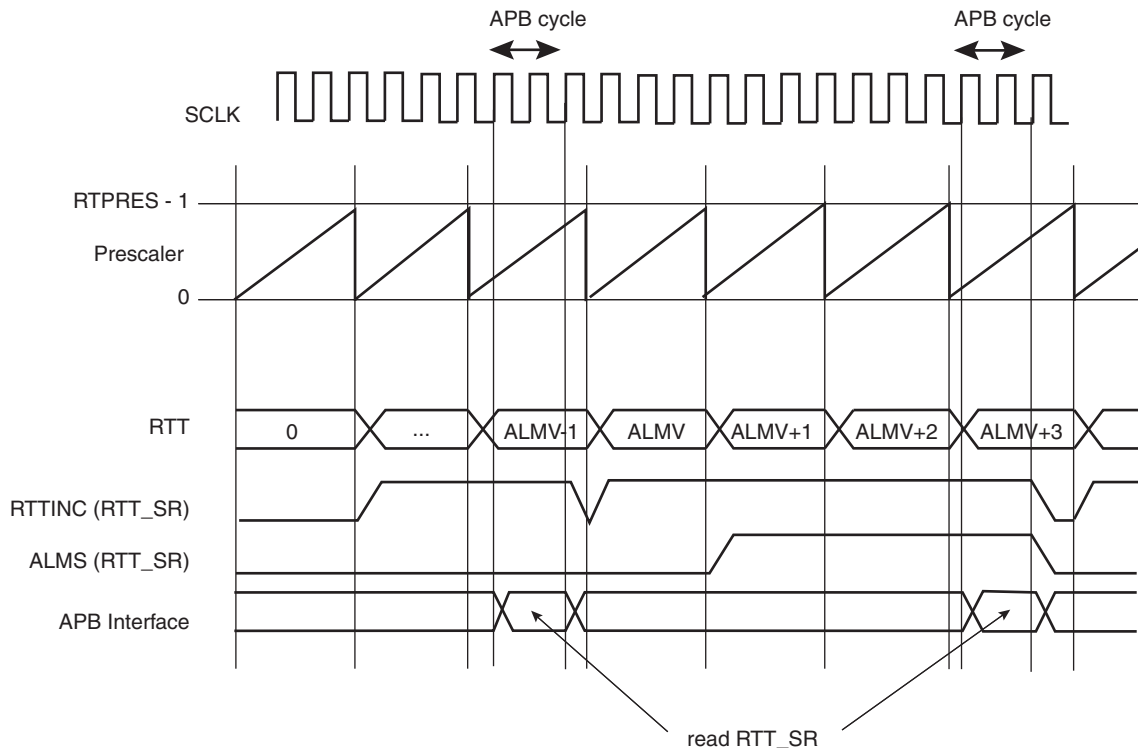 APB cycle APB cycle
SCLK
RTPRES - 1
Prescaler
0
RTT 0 ... ALMV-1 ALMV ALMV+1 ALMV+2 ALMV+3
RTTINC (RTT_SR)
ALMS (RTT_SR)
APB Interface
read RTT_SR